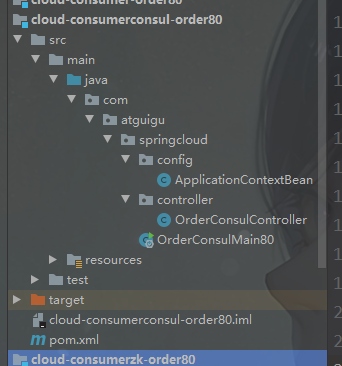 cloud-consumer-order80
cloud-consumerconsul-order80
src
main
java
com
atguigu
springcloud
config
ApplicationContextBean
controller
OrderConsulController
OrderConsulMain80
resources
test
target
cloud-consumerconsul-order80.iml
pom.xml
cloud-consumerzk-order80